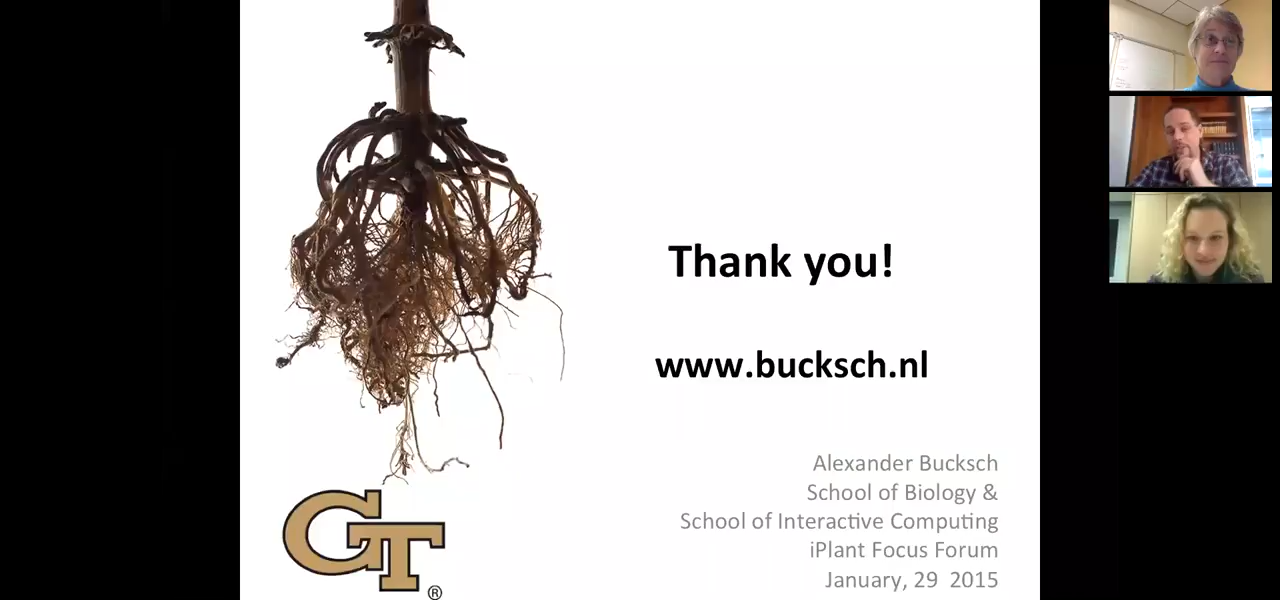 Thank you!
www.bucksch.nl
Alexander Bucksch
School of Biology &
School of Interactive Computing
iPlant Focus Forum
January, 29 2015
GT
®